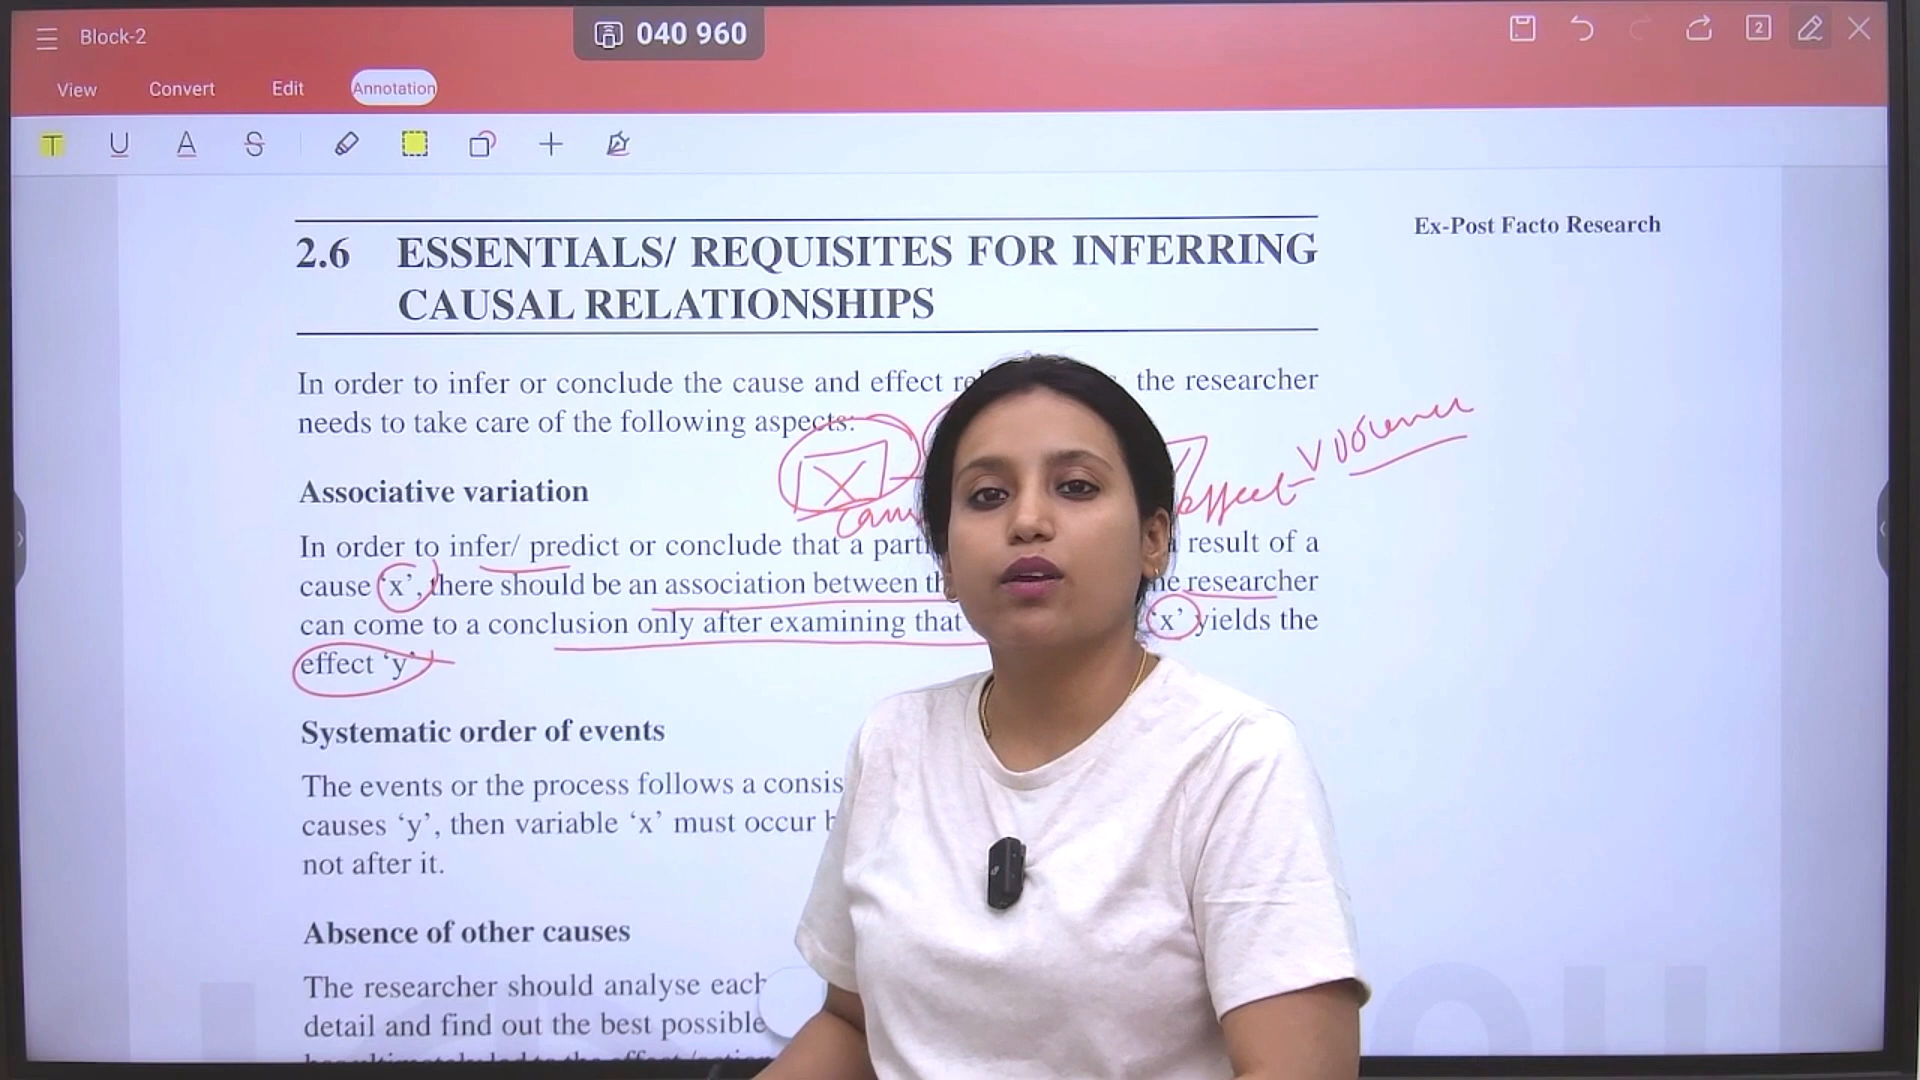 Block-2
040 960
2
View Convert Edit Annotation
T U A S
Ex-Post Facto Research
2.6 ESSENTIALS/ REQUISITES FOR INFERRING
CAUSAL RELATIONSHIPS
In order to infer or conclude the cause and effect the researcher
needs to take care of the following aspects:
X
effect - Violence
Associative variation
In order to infer/ predict or conclude that a result of a
cause ‘x’, there should be an association between researcher
can come to a conclusion only after examining that ‘x’ yields the
effect ‘y’
Systematic order of events
The events or the process follows a
causes ‘y’, then variable ‘x’ must occur
not after it.
Absence of other causes
The researcher should analyse
detail and find out the best possible